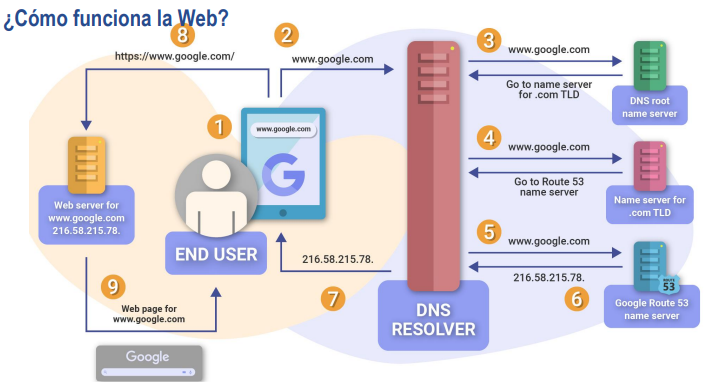 ¿Cómo funciona la Web?
8
https://www.google.com/
2
www.google.com
3
www.google.com
Go to name server
for .com TLD
DNS root
name server
1
www.google.com
G
4
www.google.com
Go to Route 53
name server
Name server for
.com TLD
Web server for
www.google.com
216.58.215.78.
END USER
5
www.google.com
216.58.215.78.
6
ROUTE
53
Google Route 53
name server
216.58.215.78.
7
DNS
RESOLVER
9
Web page for
www.google.com
Google